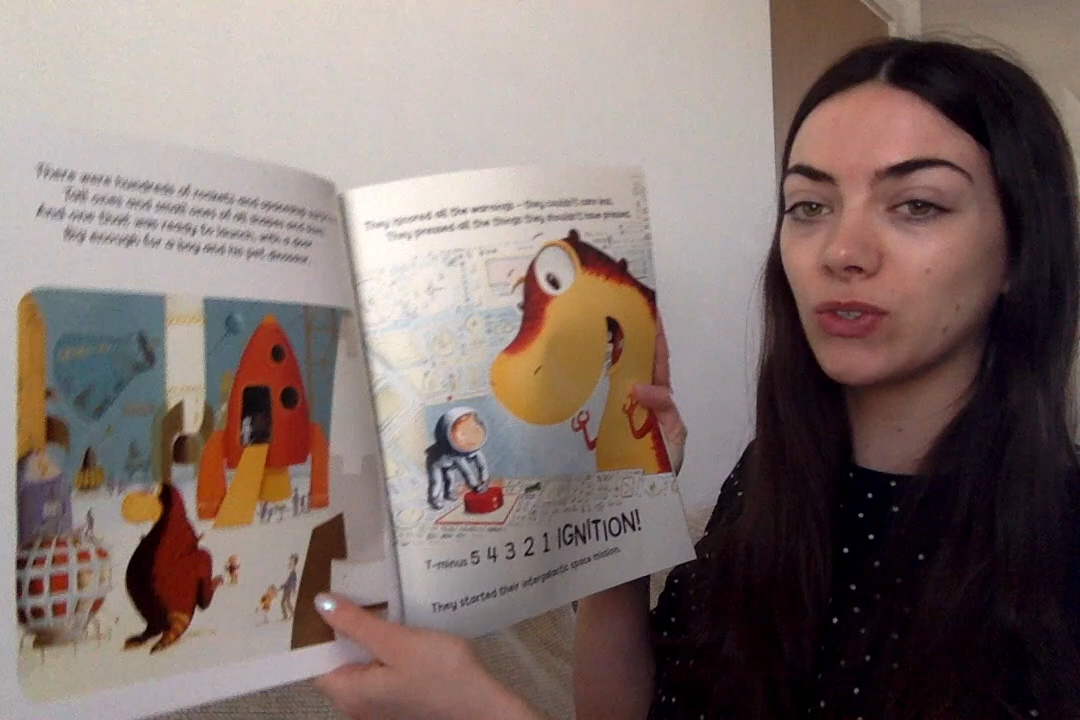 There were hundreds of rockets and spaceship
Tall ones and small ones of all shapes and
And one that was ready to launch, with a door
Big enough for a boy and his pet dinosaur.
They ignored all the warnings - they couldn't care less.
They pressed all the things they shouldn't have pressed.
T-minus 5 4 3 2 1 IGNITION!
They started their intergalactic space mission.